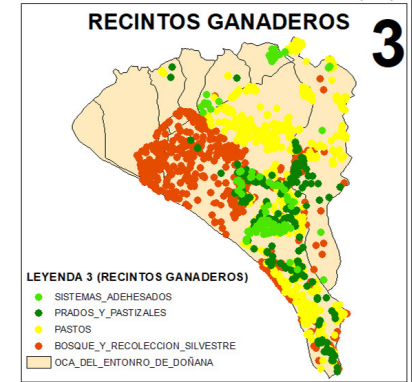 RECINTOS GANADEROS
3
LEYENDA 3 (RECINTOS GANADEROS)
SISTEMAS_ADEHESADOS
PRADOS_Y_PASTIZALES
PASTOS
BOSQUE_Y_RECOLECCION_SILVESTRE
OCA_DEL_ENTONRO_DE_DOÑANA